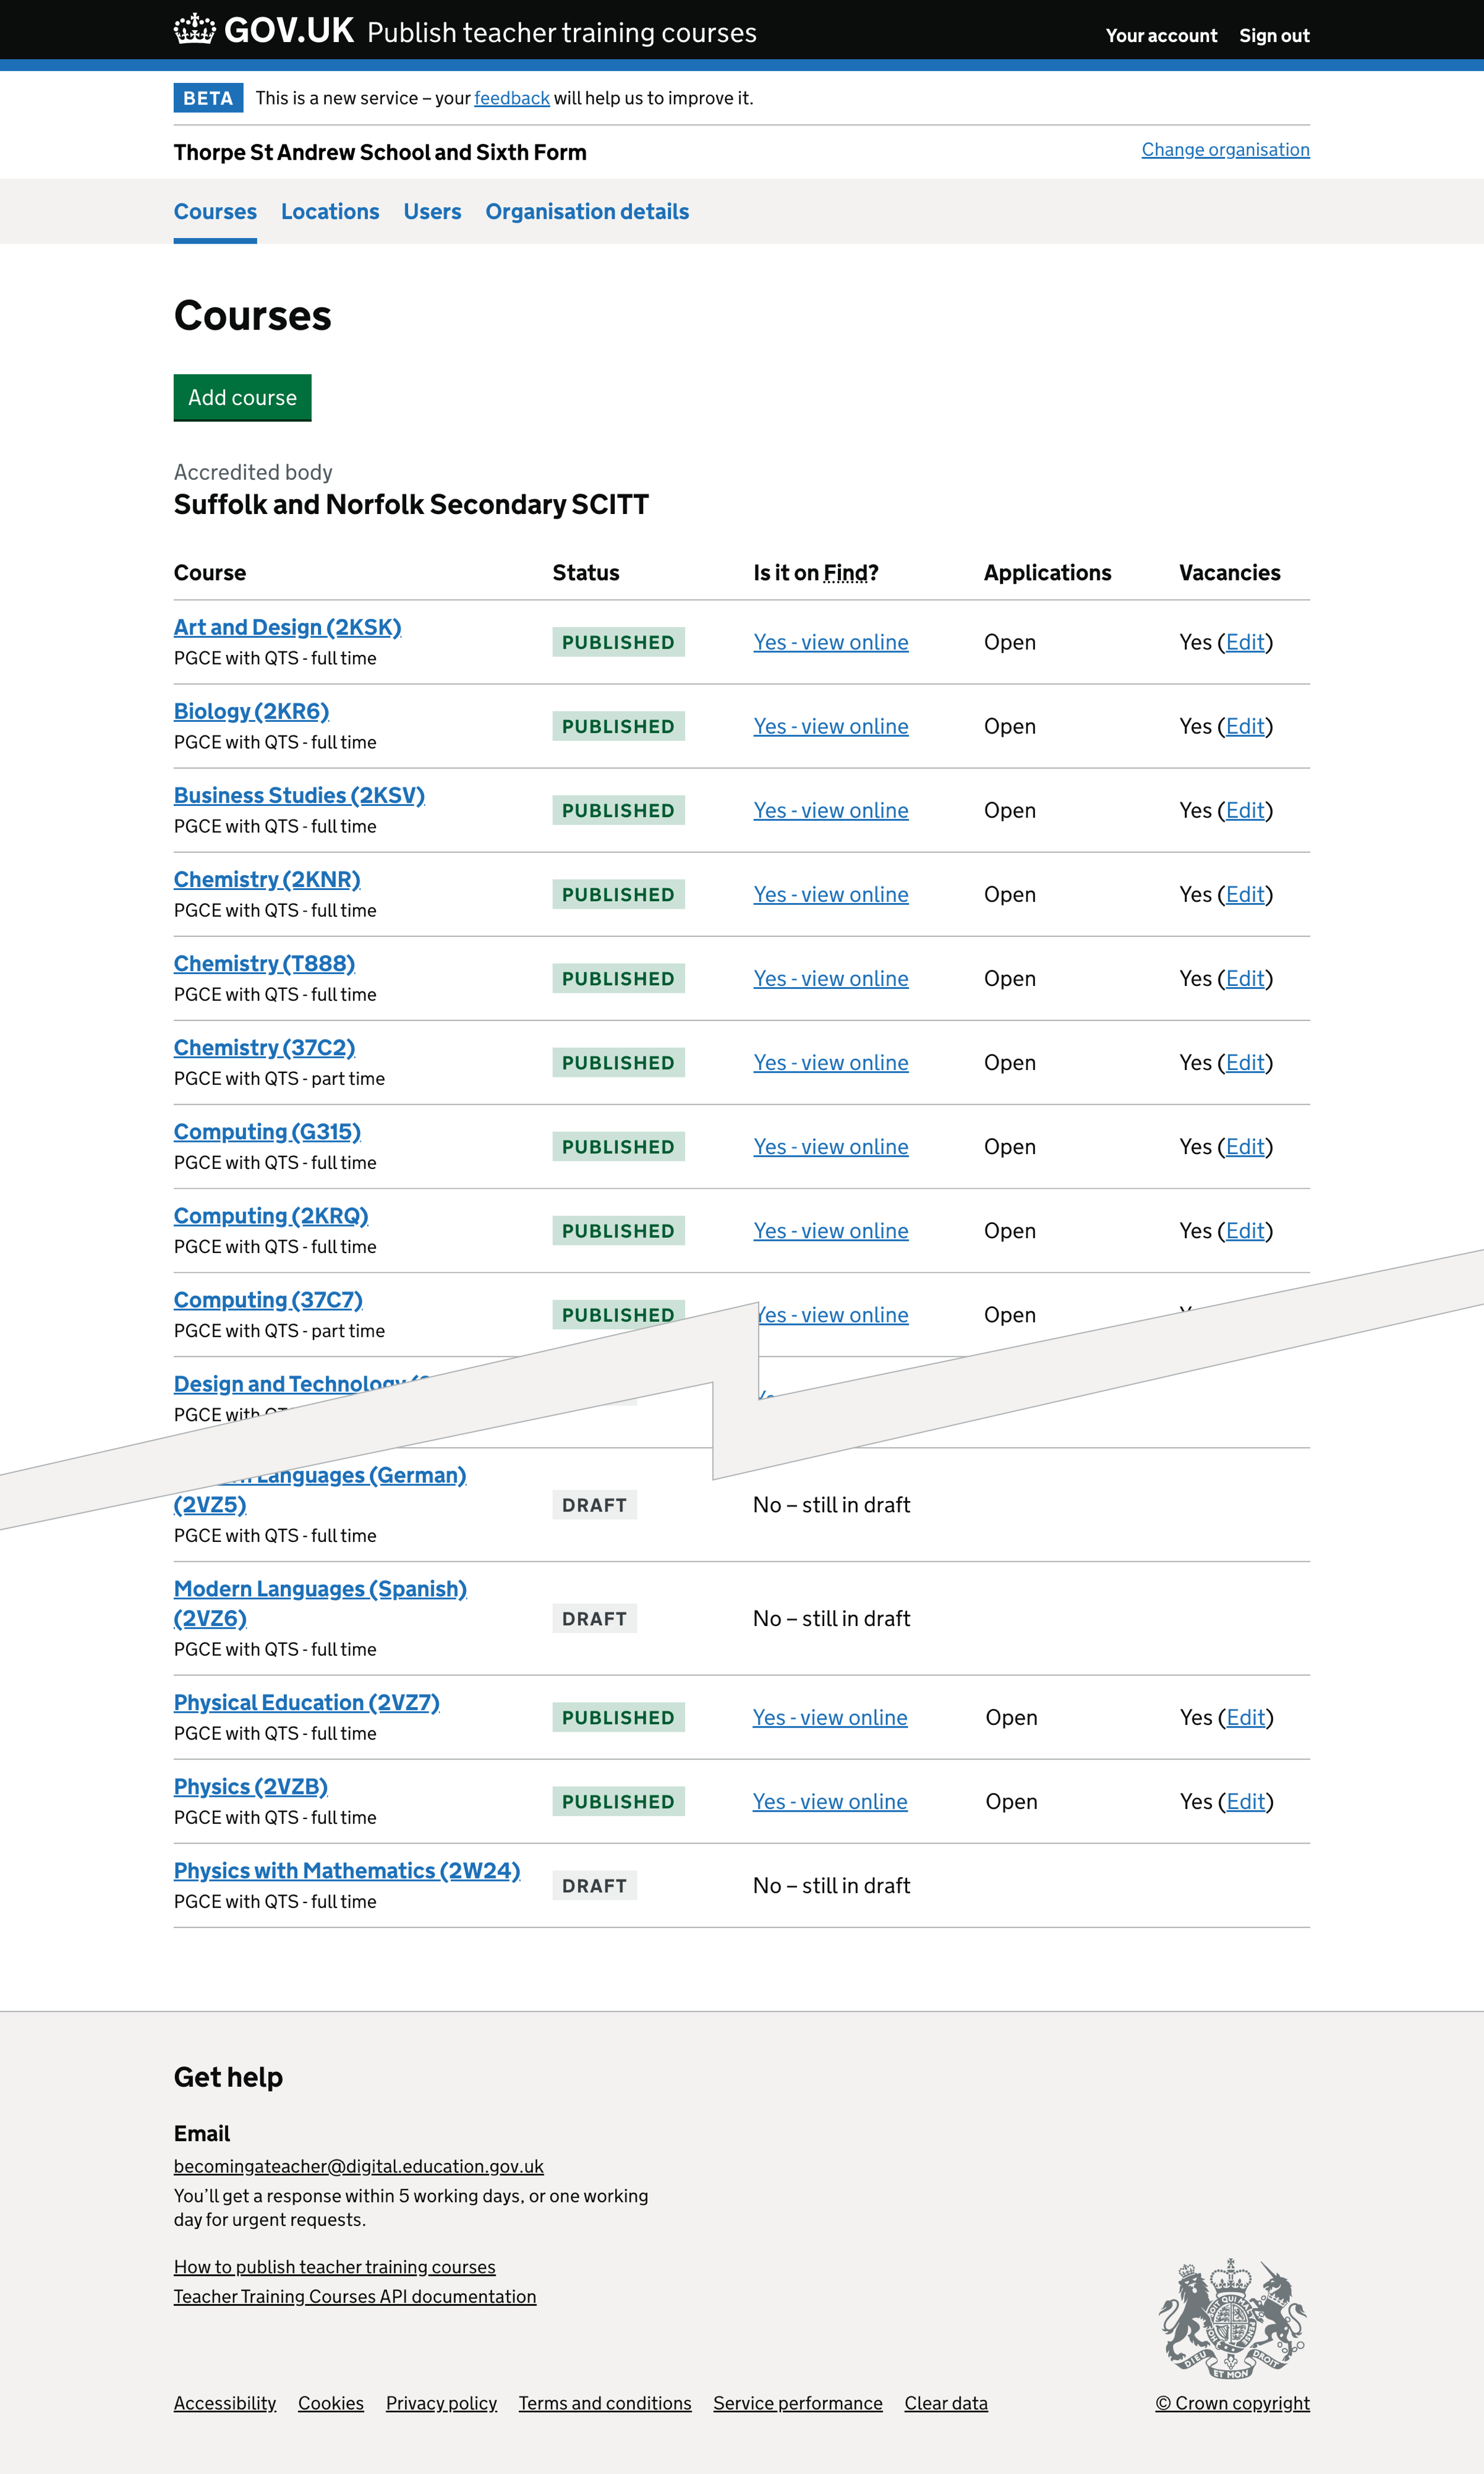 GOV.UK Publish teacher training courses Your account Sign out
BETA This is a new service – your feedback will help us to improve it.
Thorpe St Andrew School and Sixth Form Change organisation
Courses Locations Users Organisation details
Courses
Add course
Accredited body
Suffolk and Norfolk Secondary SCITT
Course Status Is it on Find? Applications Vacancies
Art and Design (2KSK)
PGCE with QTS - full time
PUBLISHED Yes - view online Open Yes (Edit)
Biology (2KR6)
PGCE with QTS - full time
PUBLISHED Yes - view online Open Yes (Edit)
Business Studies (2KSV)
PGCE with QTS - full time
PUBLISHED Yes - view online Open Yes (Edit)
Chemistry (2KNR)
PGCE with QTS - full time
PUBLISHED Yes - view online Open Yes (Edit)
Chemistry (T888)
PGCE with QTS - full time
PUBLISHED Yes - view online Open Yes (Edit)
Chemistry (37C2)
PGCE with QTS - part time
PUBLISHED Yes - view online Open Yes (Edit)
Computing (G315)
PGCE with QTS - full time
PUBLISHED Yes - view online Open Yes (Edit)
Computing (2KRQ)
PGCE with QTS - full time
PUBLISHED Yes - view online Open Yes (Edit)
Computing (37C7)
PGCE with QTS - part time
PUBLISHED Yes - view online Open
Design and Technology
PGCE with
Languages (German)
(2VZ5)
PGCE with QTS - full time
DRAFT No – still in draft
Modern Languages (Spanish)
(2VZ6)
PGCE with QTS - full time
DRAFT No – still in draft
Physical Education (2VZ7)
PGCE with QTS - full time
PUBLISHED Yes - view online Open Yes (Edit)
Physics (2VZB)
PGCE with QTS - full time
PUBLISHED Yes - view online Open Yes (Edit)
Physics with Mathematics (2W24)
PGCE with QTS - full time
DRAFT No – still in draft
Get help
Email
becomingateacher@digital.education.gov.uk
You’ll get a response within 5 working days, or one working
day for urgent requests.
How to publish teacher training courses
Teacher Training Courses API documentation
DIEU ET MON DROIT
Accessibility Cookies Privacy policy Terms and conditions Service performance Clear data © Crown copyright